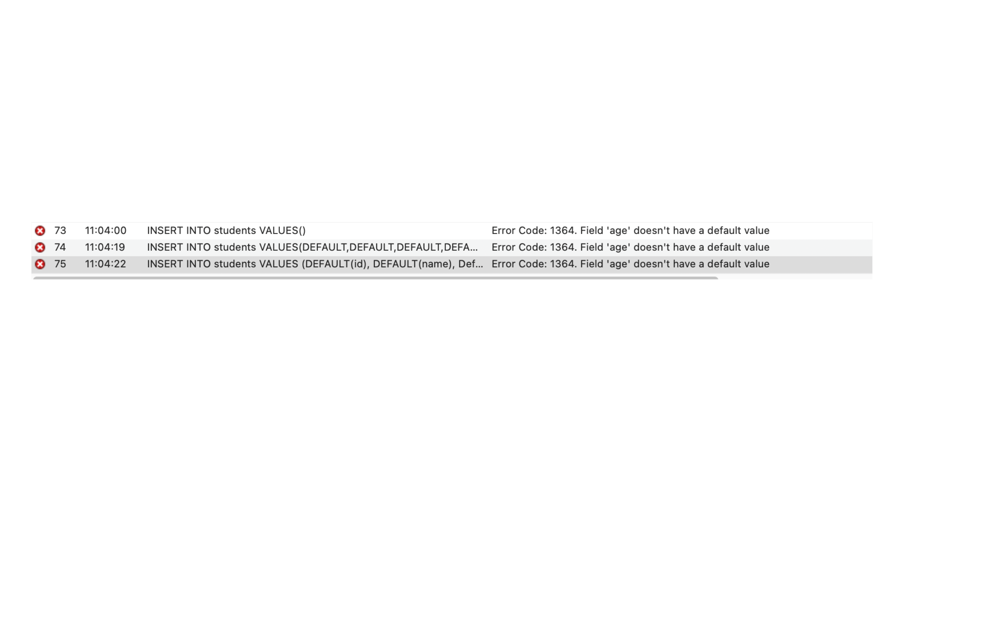 73 11:04:00 INSERT INTO students VALUES() Error Code: 1364. Field 'age' doesn't have a default value
74 11:04:19 INSERT INTO students VALUES(DEFAULT,DEFAULT,DEFAULT,DEFA... Error Code: 1364. Field 'age' doesn't have a default value
75 11:04:22 INSERT INTO students VALUES (DEFAULT(id), DEFAULT(name), Def... Error Code: 1364. Field 'age' doesn't have a default value